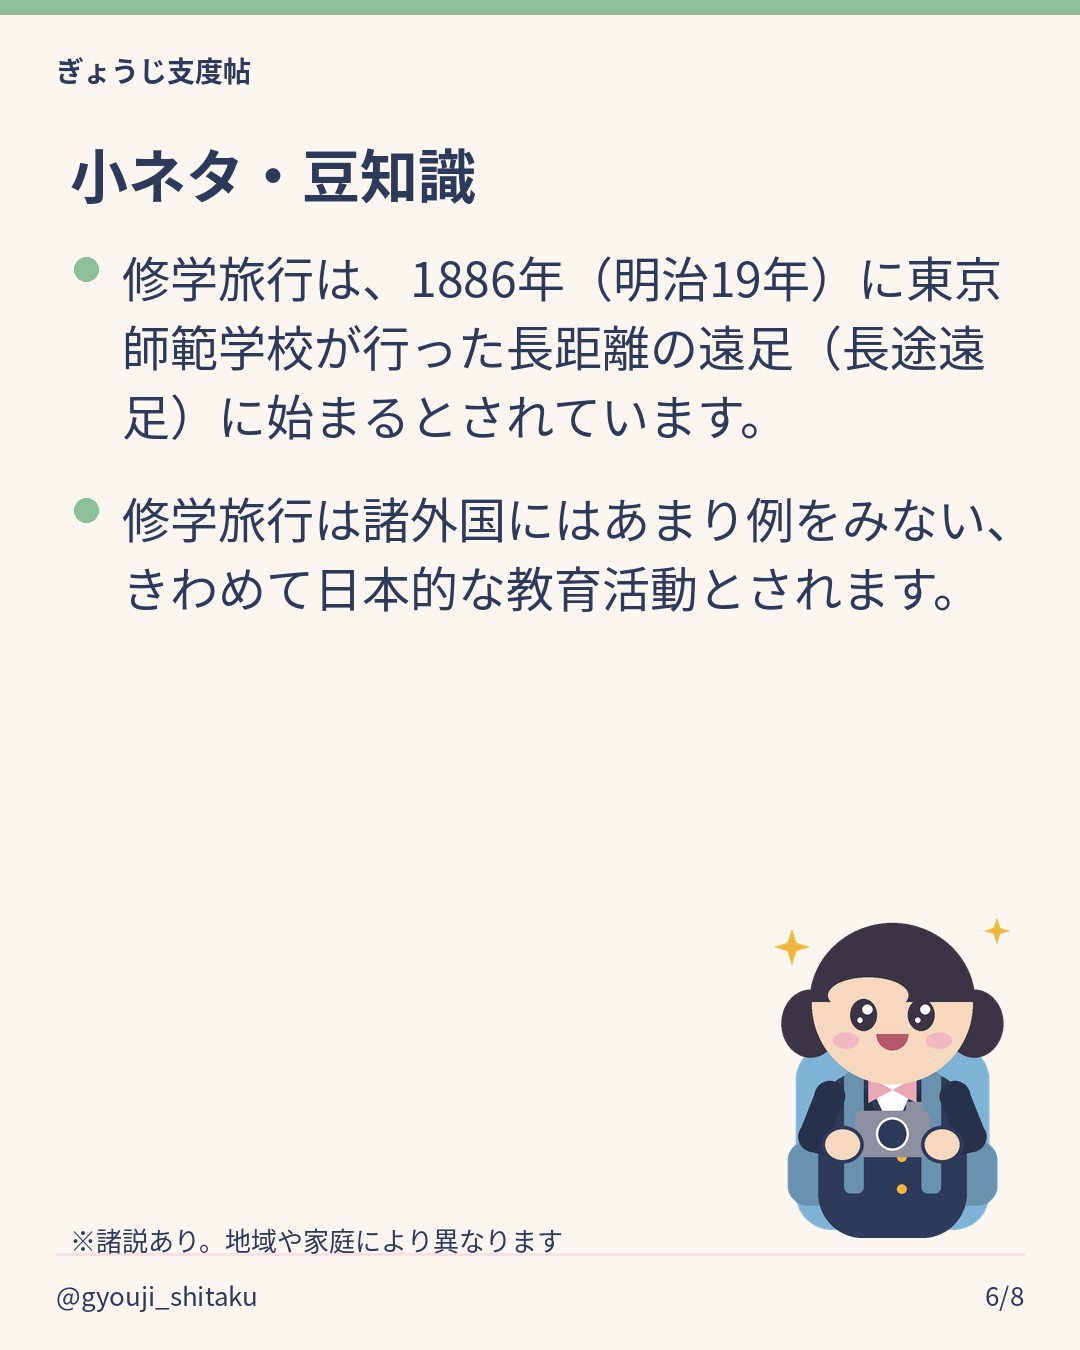 ぎょうじ支度帖
小ネタ・豆知識
修学旅行は、1886年（明治19年）に東京
師範学校が行った長距離の遠足（長途遠
足）に始まるとされています。
修学旅行は諸外国にはあまり例をみない、
きわめて日本的な教育活動とされます。
※諸説あり。地域や家庭により異なります
@gyouji_shitaku
6/8